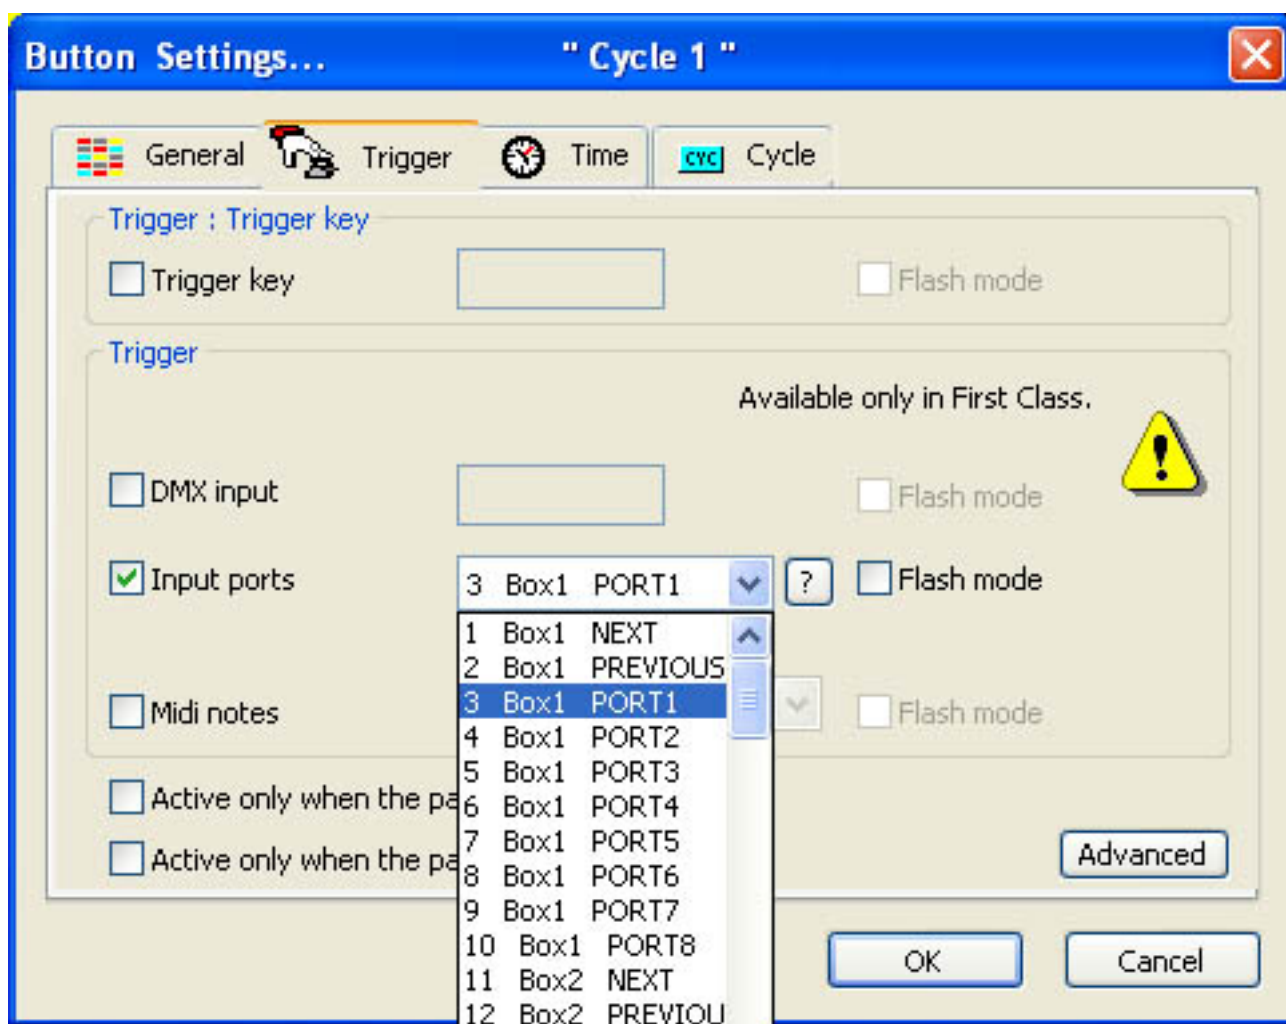 Button Settings... " Cycle 1 "
General Trigger Time CYC Cycle
Trigger : Trigger key
Trigger key Flash mode
Trigger
Available only in First Class.
DMX input Flash mode
Input ports 3 Box1 PORT1 ? Flash mode
1 Box1 NEXT
2 Box1 PREVIOUS
3 Box1 PORT1
Midi notes Flash mode
4 Box1 PORT2
5 Box1 PORT3
Active only when the pa
6 Box1 PORT4
7 Box1 PORT5
Active only when the pa
Advanced
8 Box1 PORT6
9 Box1 PORT7
10 Box1 PORT8
11 Box2 NEXT
12 Box2 PREVIOU
OK Cancel